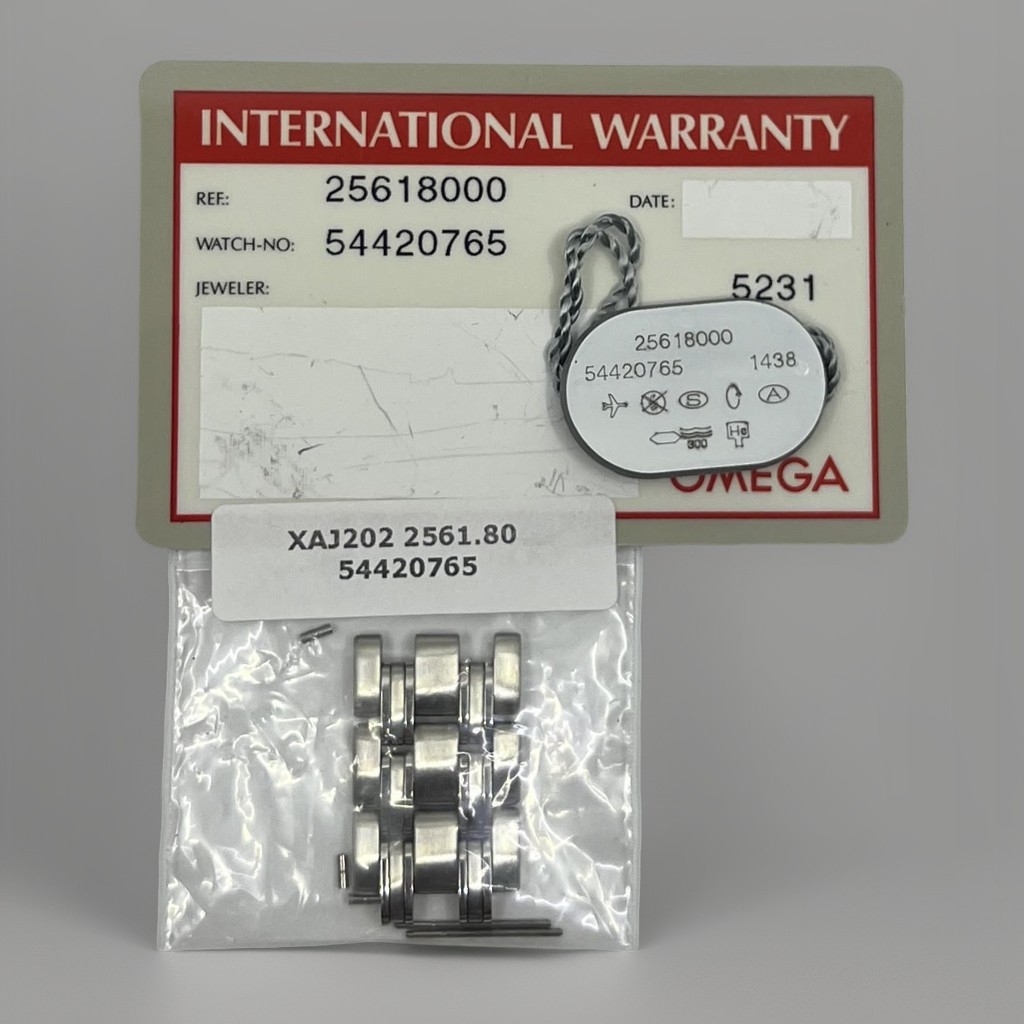 INTERNATIONAL WARRANTY
REF.: 25618000 DATE:
WATCH-NO: 54420765
JEWELER: 5231
25618000
54420765 1438
S A
300 He
OMEGA
XAJ202 2561.80
54420765